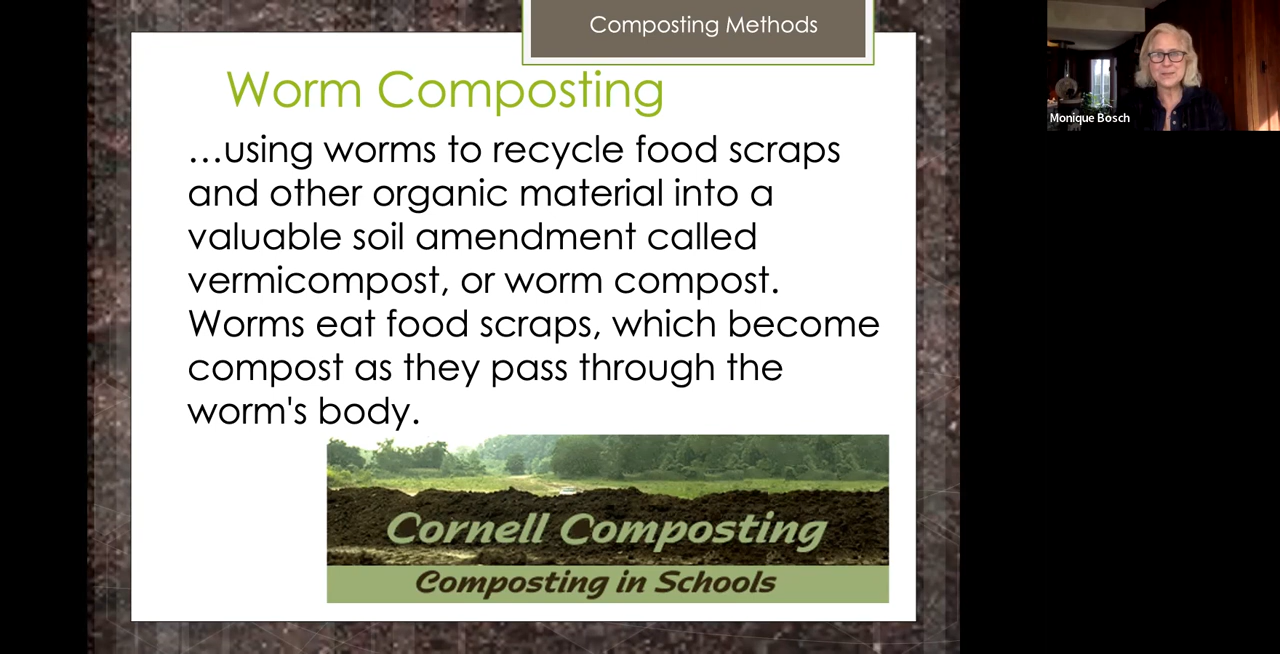 Composting Methods
Worm Composting
…using worms to recycle food scraps
and other organic material into a
valuable soil amendment called
vermicompost, or worm compost.
Worms eat food scraps, which become
compost as they pass through the
worm's body.
Cornell Composting
Composting in Schools
Monique Bosch